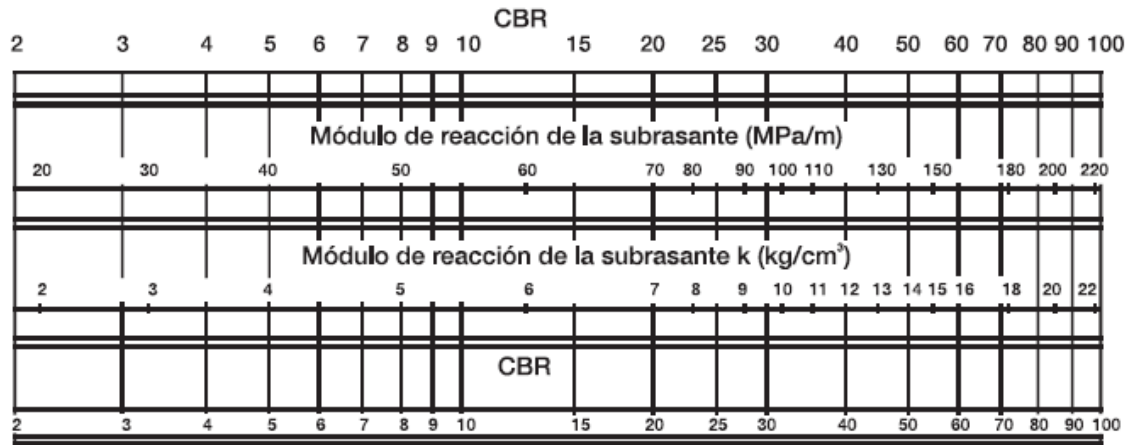 CBR
2 3 4 5 6 7 8 9 10 15 20 25 30 40 50 60 70 80 90 100
Módulo de reacción de la subrasante (MPa/m)
20 30 40 50 60 70 80 90 100 110 130 150 180 200 220
Módulo de reacción de la subrasante k (kg/cm³)
2 3 4 5 6 7 8 9 10 11 12 13 14 15 16 18 20 22
CBR
2 3 4 5 6 7 8 9 10 15 20 25 30 40 50 60 70 80 90 100